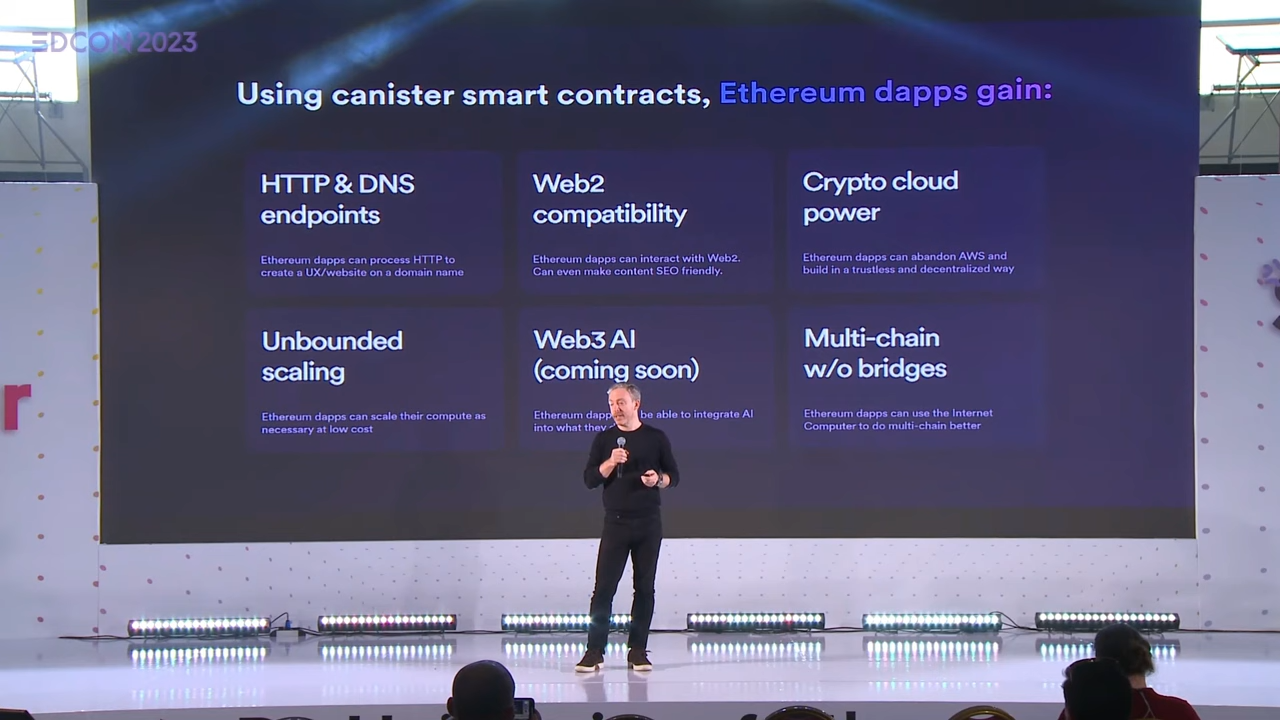 EDCON 2023
Using canister smart contracts, Ethereum dapps gain:
HTTP & DNS
endpoints
Ethereum dapps can process HTTP to
create a UX/website on a domain name
Web2
compatibility
Ethereum dapps can interact with Web2.
Can even make content SEO friendly.
Crypto cloud
power
Ethereum dapps can abandon AWS and
build in a trustless and decentralized way
Unbounded
scaling
Ethereum dapps can scale their compute as
necessary at low cost
Web3 AI
(coming soon)
Ethereum be able to integrate AI
into what they
Multi-chain
w/o bridges
Ethereum dapps can use the Internet
Computer to do multi-chain better
r